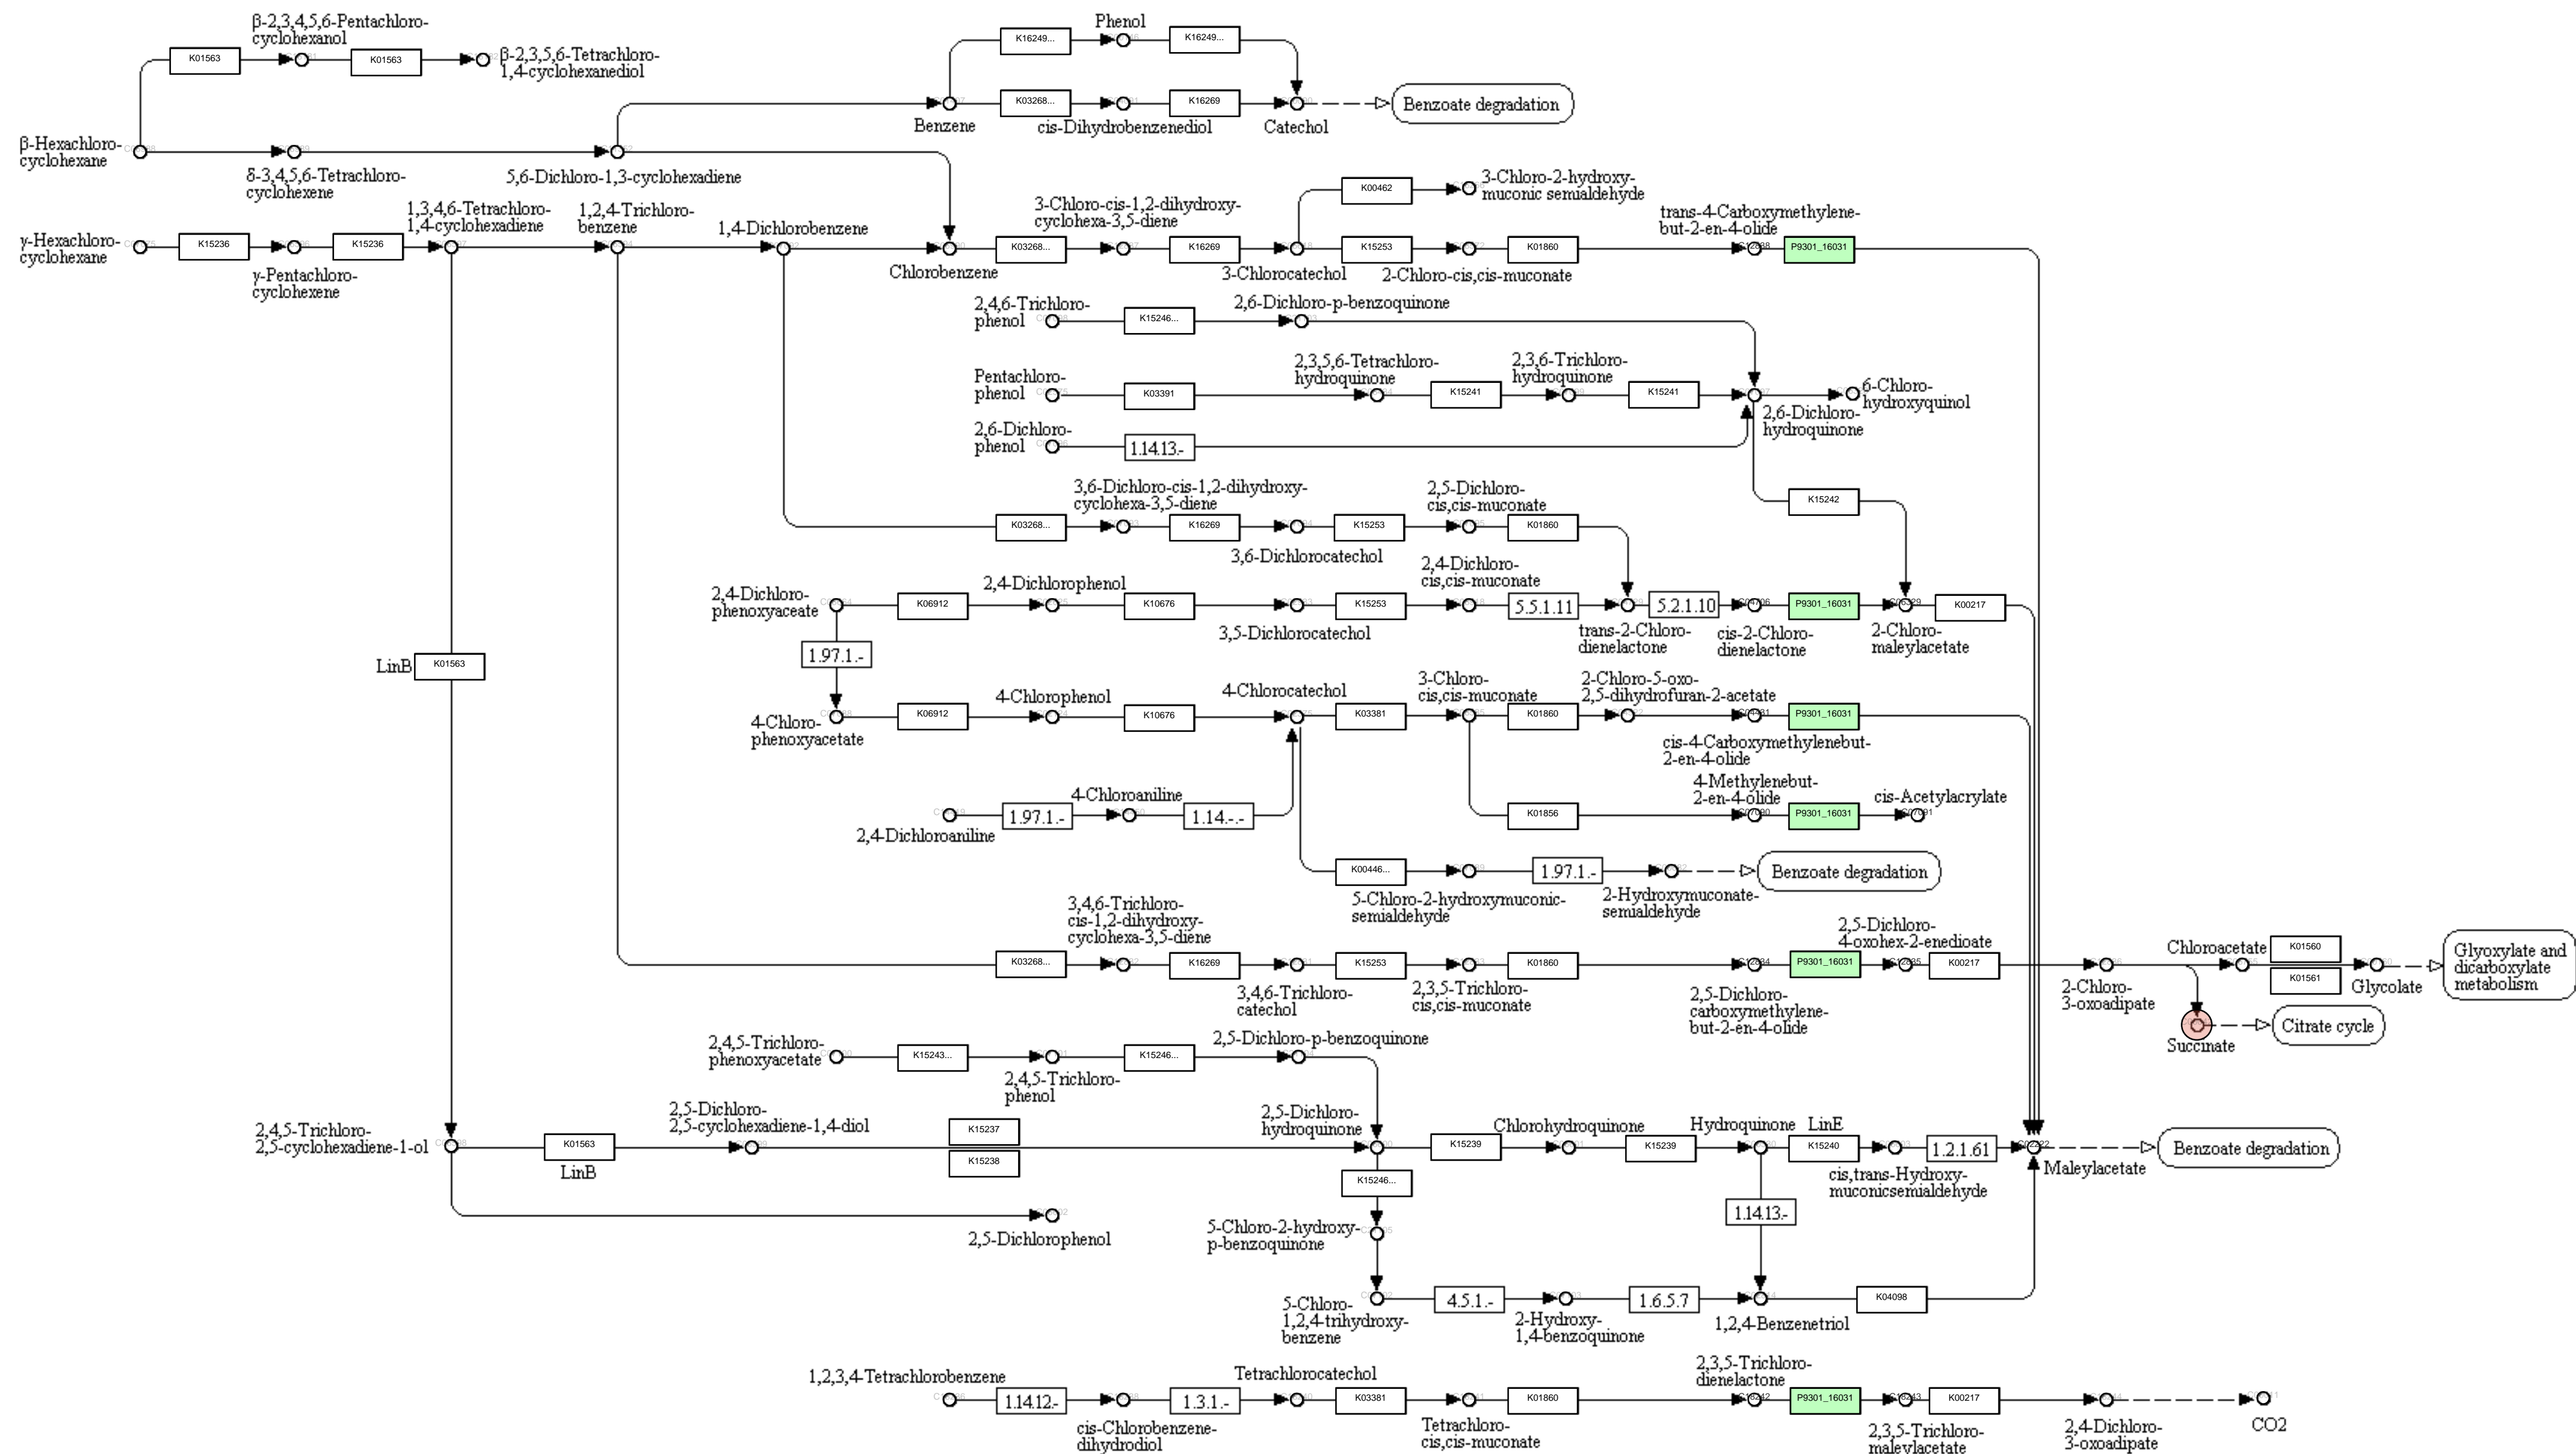 β-2,3,4,5,6-Pentachloro-
cyclohexanol
K01563
K01563
β-2,3,5,6-Tetrachloro-
1,4-cyclohexanediol
Phenol
K16249...
K16249...
K03268...
K16269
Benzoate degradation
Benzene
cis-Dihydrobenzenediol
Catechol
β-Hexachloro-
cyclohexane
δ-3,4,5,6-Tetrachloro-
cyclohexene
5,6-Dichloro-1,3-cyclohexadiene
K00462
3-Chloro-2-hydroxy-
muconic semialdehyde
1,3,4,6-Tetrachloro-
1,4-cyclohexadiene
1,2,4-Trichloro-
benzene
1,4-Dichlorobenzene
3-Chloro-cis-1,2-dihydroxy-
cyclohexa-3,5-diene
trans-4-Carboxymethylene-
but-2-en-4-olide
γ-Hexachloro-
cyclohexane
K15236
K15236
K03268...
K16269
K15253
K01860
P9301_16031
γ-Pentachloro-
cyclohexene
Chlorobenzene
3-Chlorocatechol
2-Chloro-cis,cis-muconate
2,4,6-Trichloro-
phenol
K15246...
2,6-Dichloro-p-benzoquinone
Pentachloro-
phenol
K03391
2,3,5,6-Tetrachloro-
hydroquinone
K15241
2,3,6-Trichloro-
hydroquinone
K15241
6-Chloro-
hydroxyquinol
2,6-Dichloro-
hydroquinone
2,6-Dichloro-
phenol
1.14.13.-
K15242
3,6-Dichloro-cis-1,2-dihydroxy-
cyclohexa-3,5-diene
2,5-Dichloro-
cis,cis-muconate
K03268...
K16269
K15253
K01860
3,6-Dichlorocatechol
2,4-Dichloro-
phenoxyaceate
K06912
2,4-Dichlorophenol
K10676
K15253
2,4-Dichloro-
cis,cis-muconate
5.5.1.11
5.2.1.10
P9301_16031
K00217
3,5-Dichlorocatechol
trans-2-Chloro-
dienelactone
cis-2-Chloro-
dienelactone
2-Chloro-
maleylacetate
1.97.1.-
LinB
K01563
4-Chloro-
phenoxyacetate
K06912
4-Chlorophenol
K10676
4-Chlorocatechol
K03381
3-Chloro-
cis,cis-muconate
K01860
2-Chloro-5-oxo-
2,5-dihydrofuran-2-acetate
P9301_16031
cis-4-Carboxymethylenebut-
2-en-4-olide
4-Methylenebut-
2-en-4-olide
cis-Acetylacrylate
2,4-Dichloroaniline
1.97.1.-
4-Chloroaniline
1.14.-.-
K01856
P9301_16031
K00446...
1.97.1.-
Benzoate degradation
5-Chloro-2-hydroxymuconic-
semialdehyde
2-Hydroxymuconate-
semialdehyde
3,4,6-Trichloro-
cis-1,2-dihydroxy-
cyclohexa-3,5-diene
K03268...
K16269
K15253
K01860
P9301_16031
2,5-Dichloro-
4-oxohex-2-enedioate
K00217
Chloroacetate
K01560
K01561
Glyoxylate and
dicarboxylate
metabolism
3,4,6-Trichloro-
catechol
2,3,5-Trichloro-
cis,cis-muconate
2,5-Dichloro-
carboxymethylene-
but-2-en-4-olide
2-Chloro-
3-oxoadipate
Glycolate
Citrate cycle
Succinate
2,4,5-Trichloro-
phenoxyacetate
K15243...
K15246...
2,5-Dichloro-p-benzoquinone
2,4,5-Trichloro-
phenol
2,4,5-Trichloro-
2,5-cyclohexadiene-1-ol
K01563
LinB
2,5-Dichloro-
2,5-cyclohexadiene-1,4-diol
K15237
K15238
2,5-Dichloro-
hydroquinone
K15239
Chlorohydroquinone
K15239
Hydroquinone
LinE
K15240
1.2.1.61
Benzoate degradation
cis,trans-Hydroxy-
muconicsemialdehyde
Maleylacetate
K15246...
1.14.13.-
2,5-Dichlorophenol
5-Chloro-2-hydroxy-
p-benzoquinone
5-Chloro-
1,2,4-trihydroxy-
benzene
4.5.1.-
2-Hydroxy-
1,4-benzoquinone
1.6.5.7
1,2,4-Benzenetriol
K04098
1,2,3,4-Tetrachlorobenzene
1.14.12.-
cis-Chlorobenzene-
dihydrodiol
1.3.1.-
Tetrachlorocatechol
K03381
Tetrachloro-
cis,cis-muconate
K01860
2,3,5-Trichloro-
dienelactone
P9301_16031
2,3,5-Trichloro-
maleylacetate
K00217
2,4-Dichloro-
3-oxoadipate
CO2